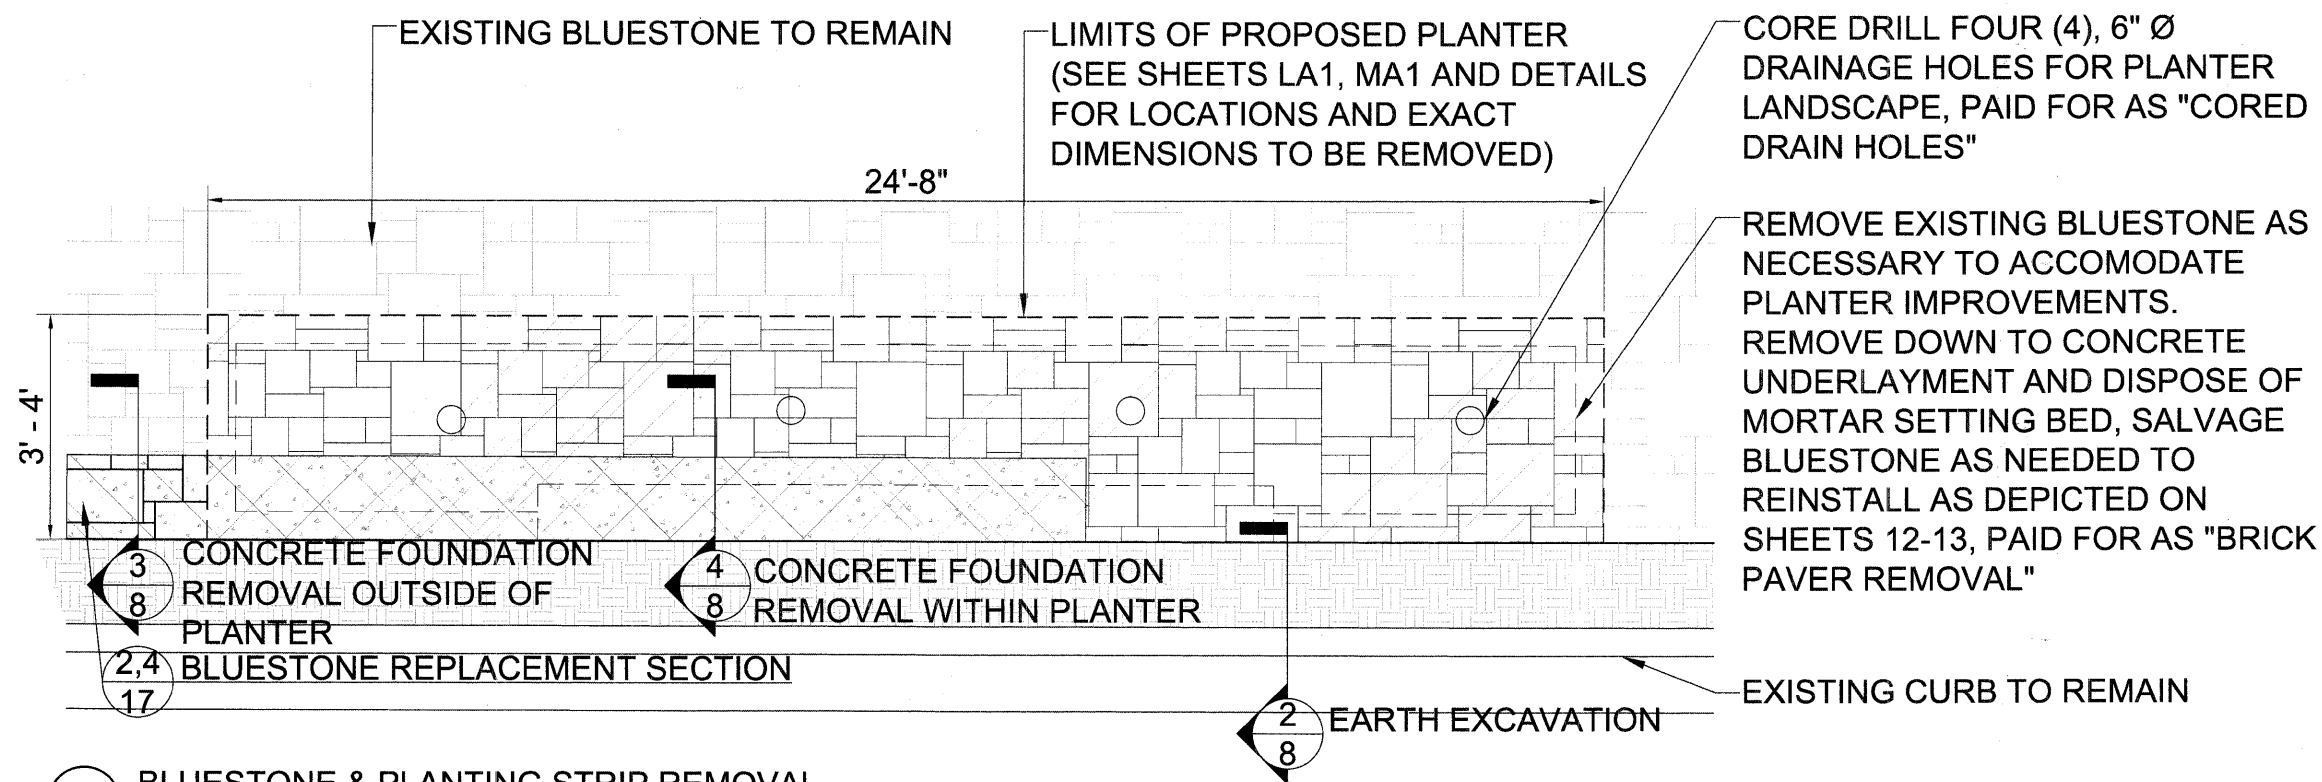 EXISTING BLUESTONE TO REMAIN
LIMITS OF PROPOSED PLANTER
(SEE SHEETS LA1, MA1 AND DETAILS
FOR LOCATIONS AND EXACT
DIMENSIONS TO BE REMOVED)
CORE DRILL FOUR (4), 6" Ø
DRAINAGE HOLES FOR PLANTER
LANDSCAPE, PAID FOR AS "CORED
DRAIN HOLES"
24'-8"
REMOVE EXISTING BLUESTONE AS
NECESSARY TO ACCOMODATE
PLANTER IMPROVEMENTS.
REMOVE DOWN TO CONCRETE
UNDERLAYMENT AND DISPOSE OF
MORTAR SETTING BED, SALVAGE
BLUESTONE AS NEEDED TO
REINSTALL AS DEPICTED ON
SHEETS 12-13, PAID FOR AS "BRICK
PAVER REMOVAL"
3' - 4'
3
8
CONCRETE FOUNDATION
REMOVAL OUTSIDE OF
PLANTER
4
8
CONCRETE FOUNDATION
REMOVAL WITHIN PLANTER
2,4
17
BLUESTONE REPLACEMENT SECTION
EXISTING CURB TO REMAIN
2
8
EARTH EXCAVATION
BLUESTONE & PLANTING STRIP REMOVAL